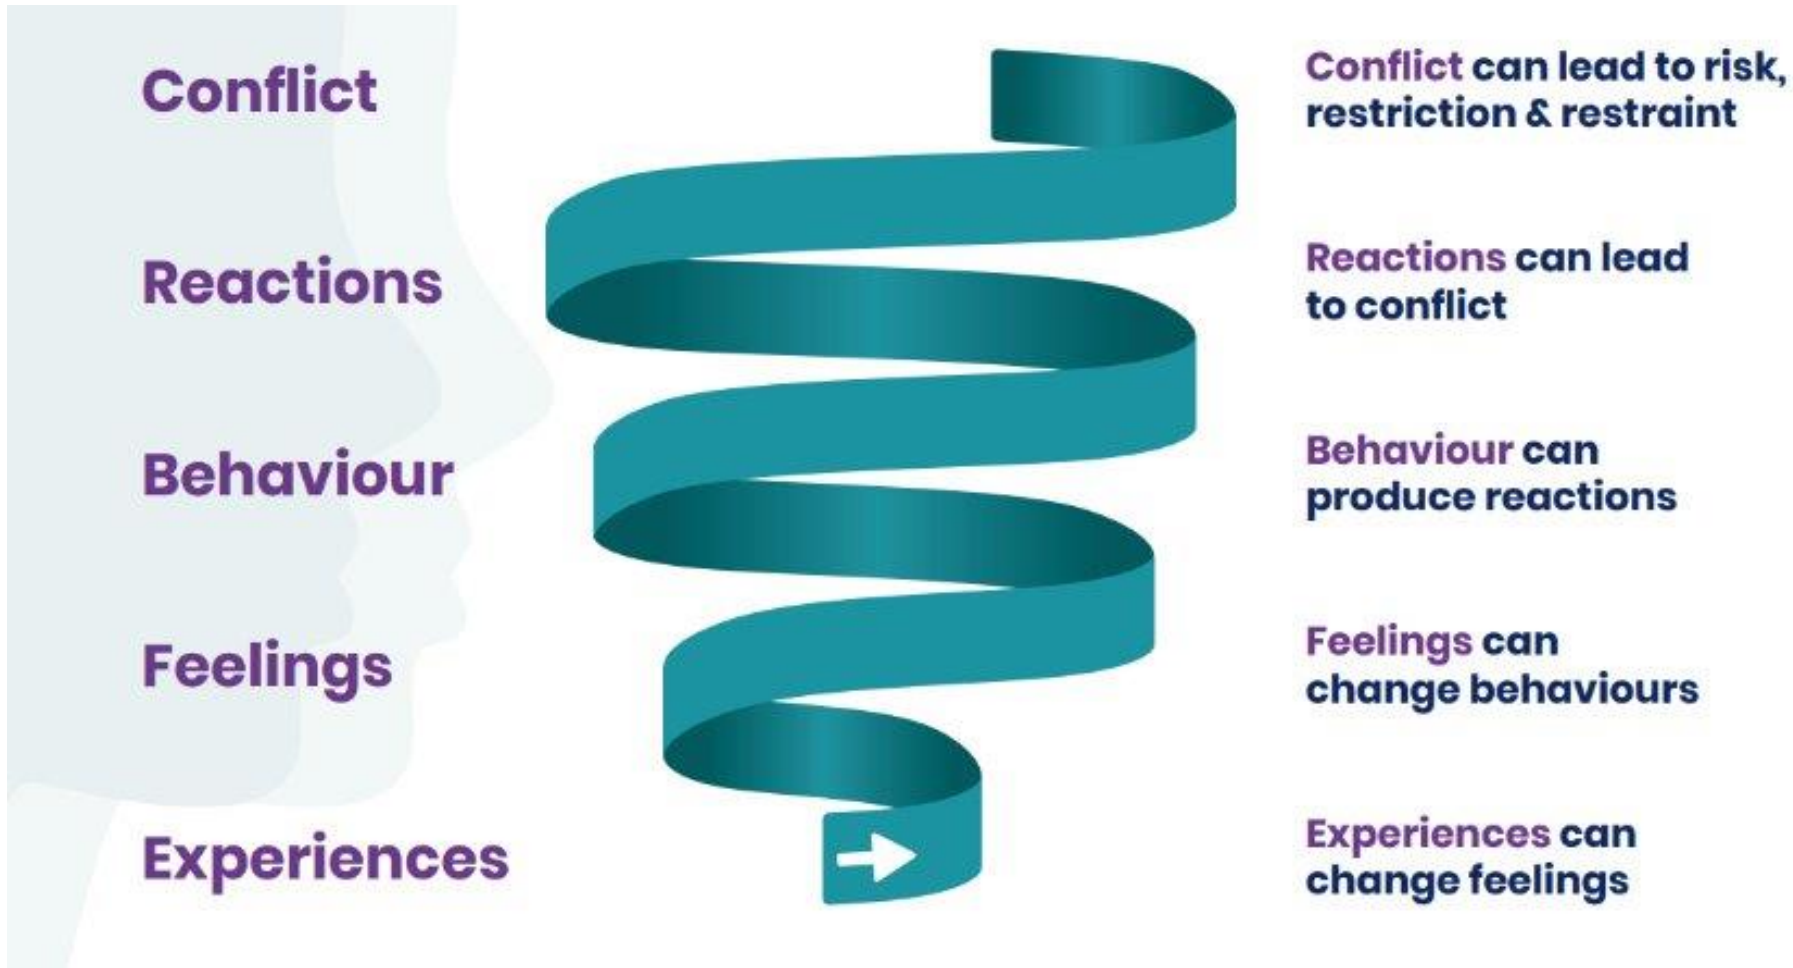 Conflict
Conflict can lead to risk,
restriction & restraint
Reactions
Reactions can lead
to conflict
Behaviour
Behaviour can
produce reactions
Feelings
Feelings can
change behaviours
Experiences
Experiences can
change feelings